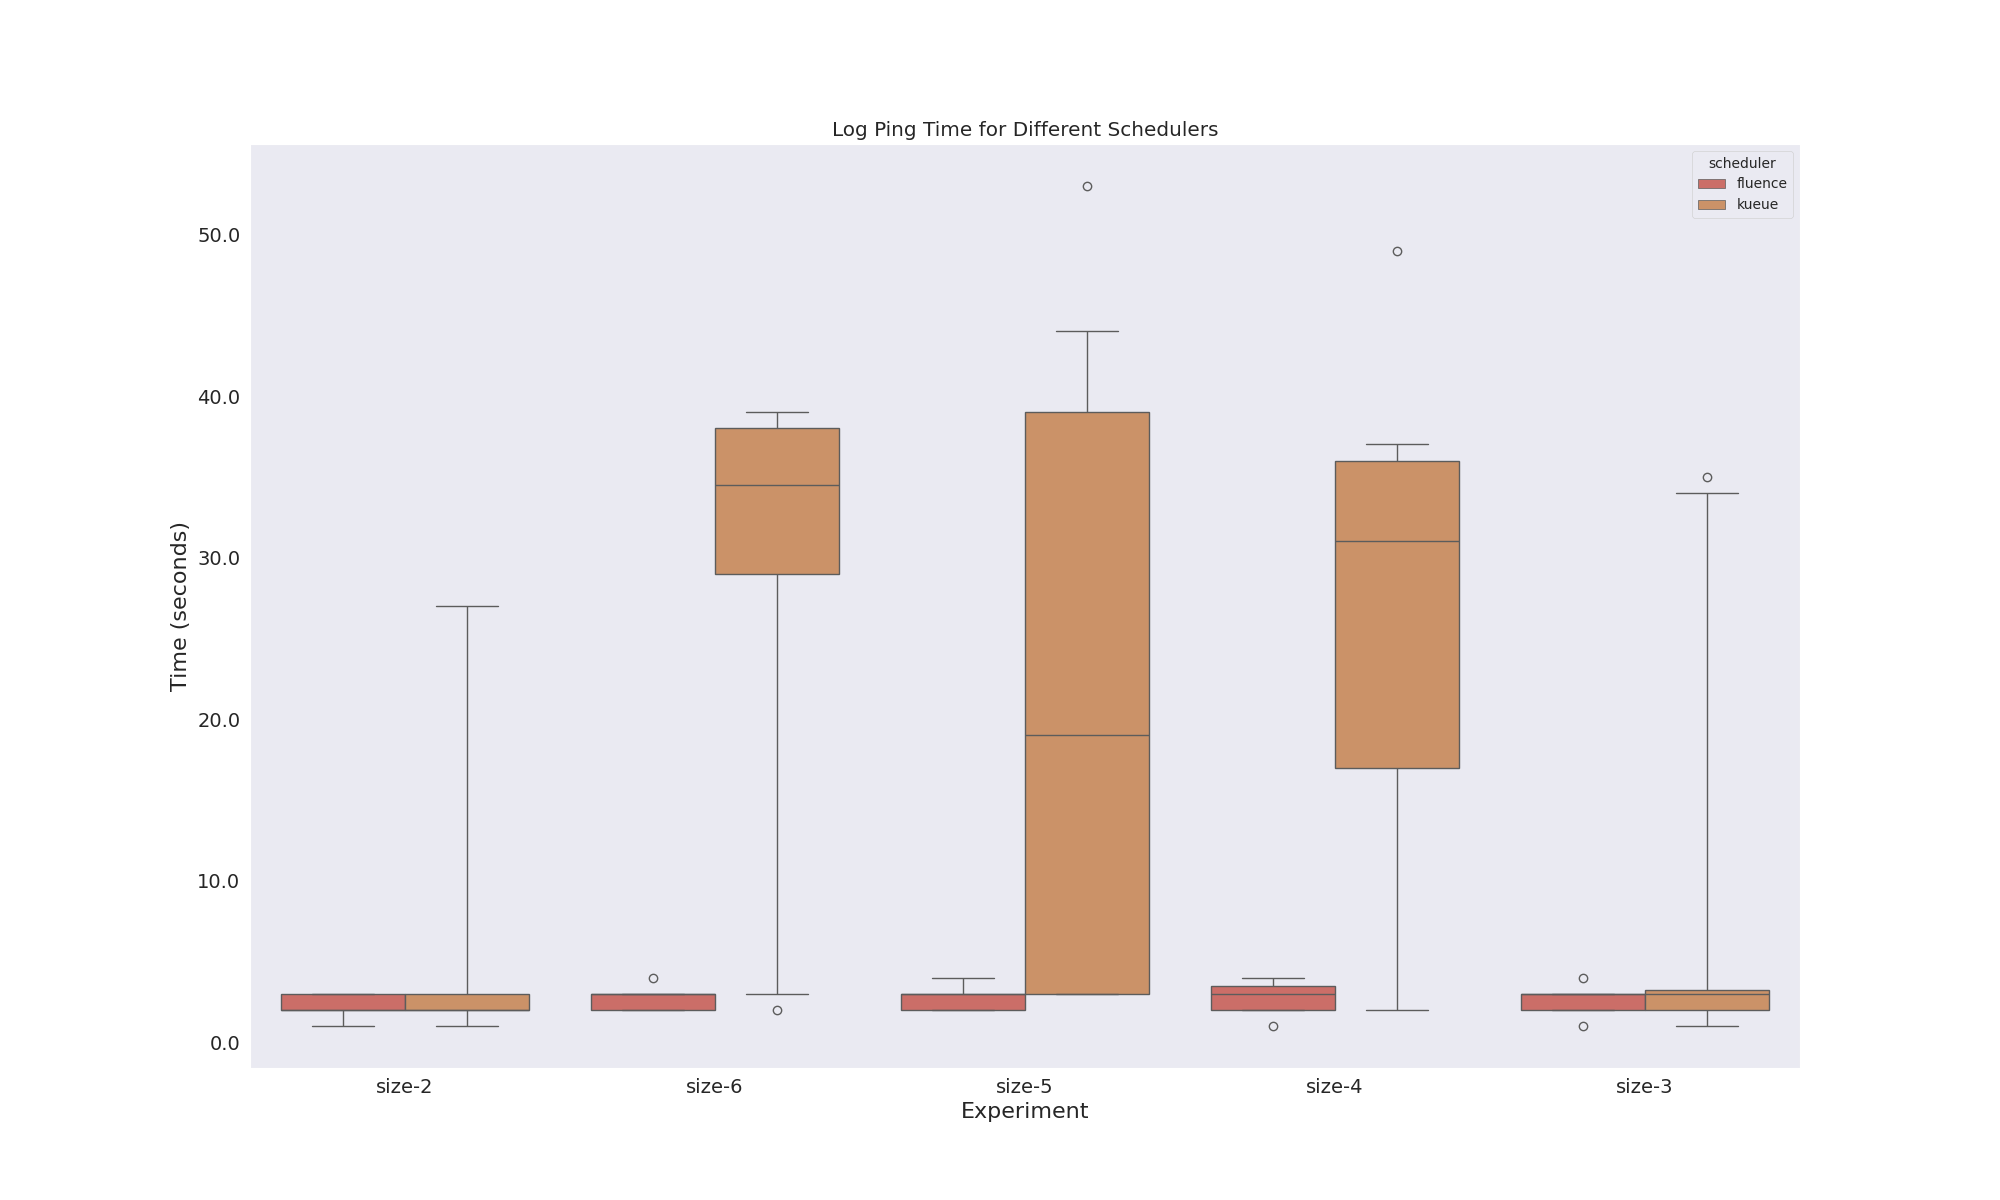 Log Ping Time for Different Schedulers
scheduler
fluence
kueue
50.0
40.0
30.0
20.0
10.0
0.0
Time (seconds)
size-2
size-6
size-5
size-4
size-3
Experiment